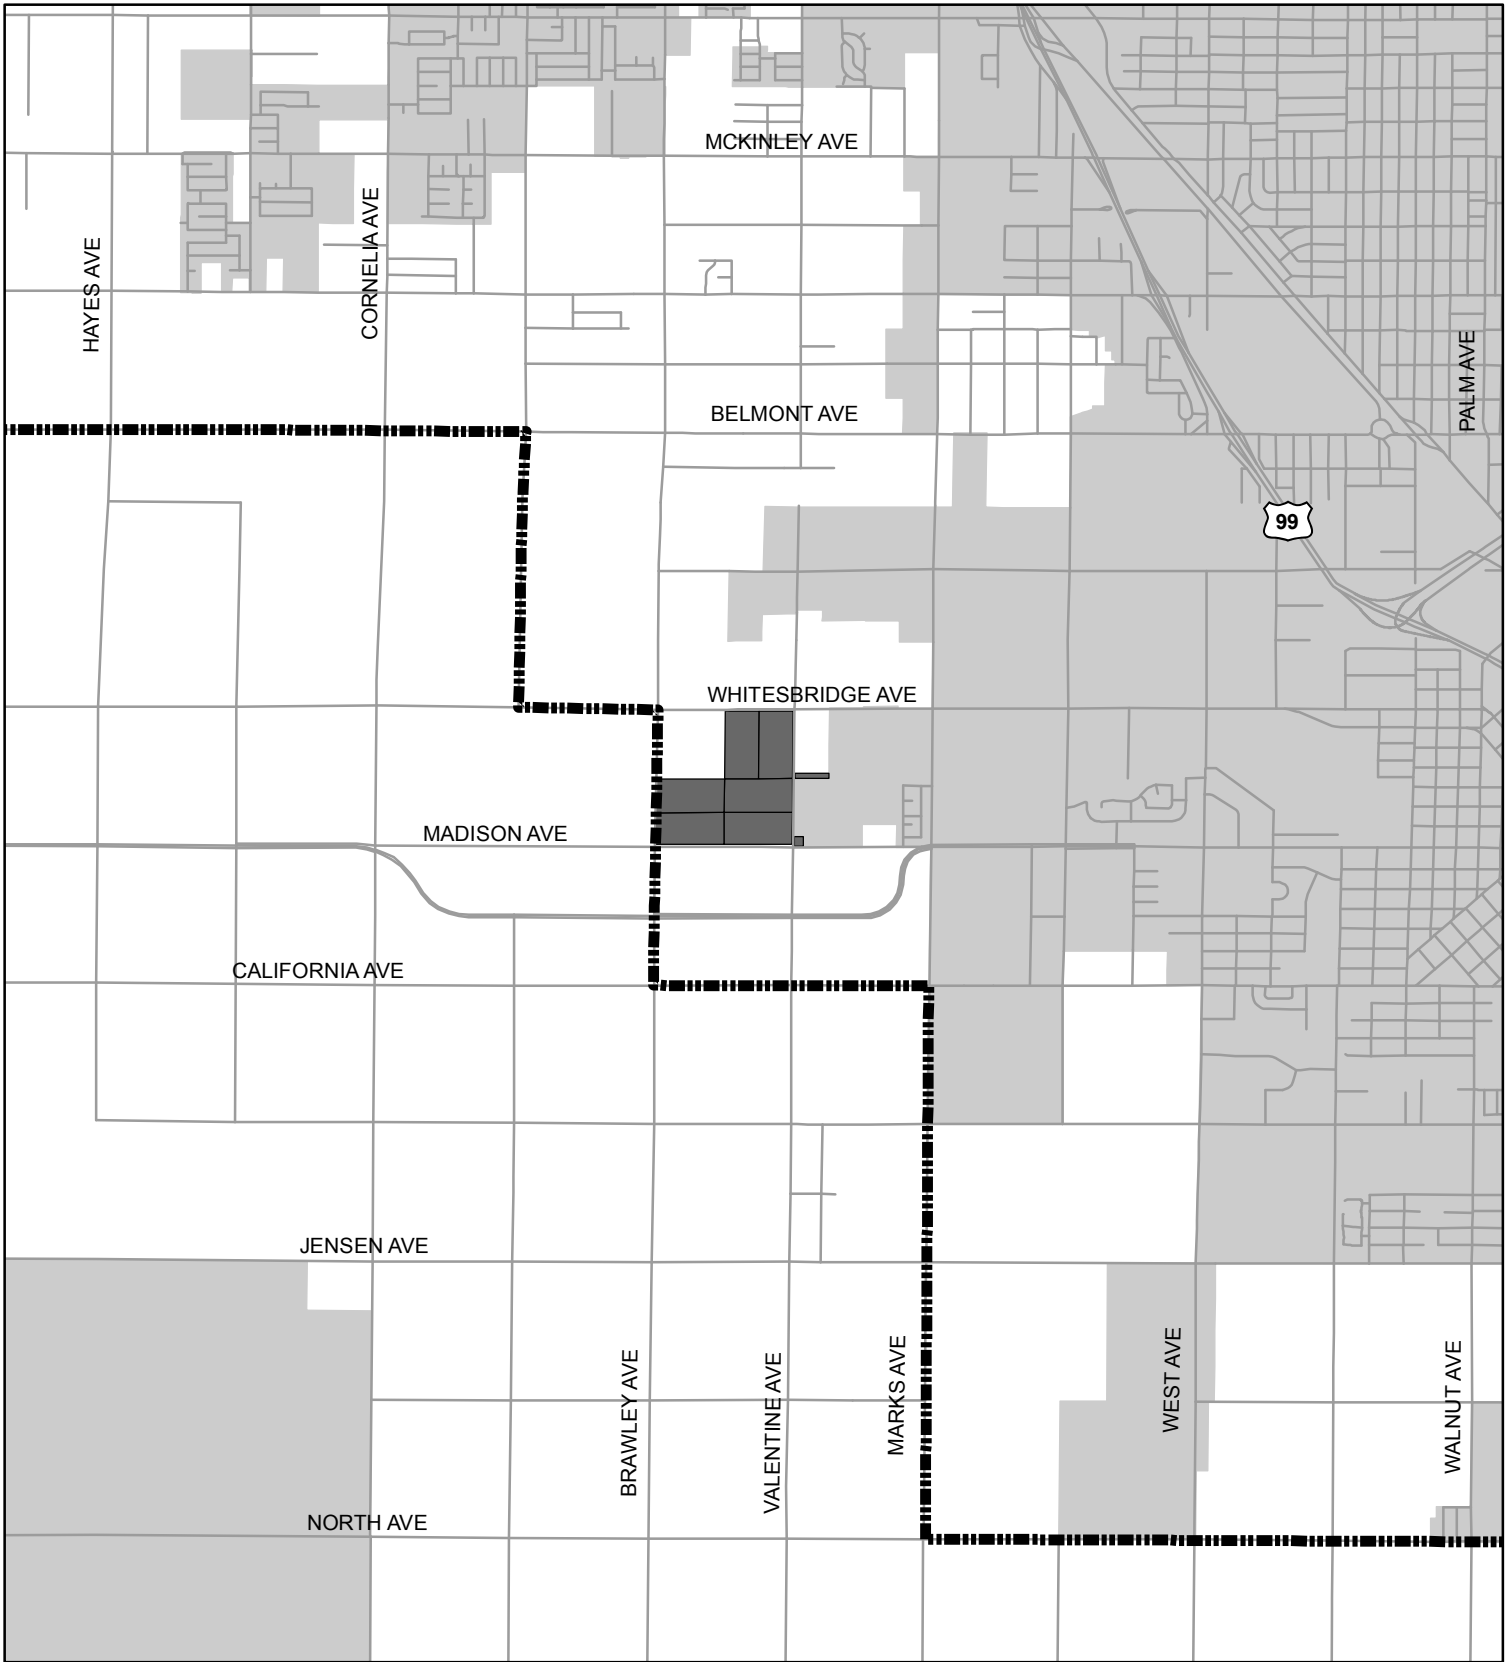 MCKINLEY AVE
HAYES AVE
CORNELIA AVE
PALM AVE
BELMONT AVE
99
WHITESBRIDGE AVE
MADISON AVE
CALIFORNIA AVE
JENSEN AVE
BRAWLEY AVE
VALENTINE AVE
MARKS AVE
WEST AVE
WALNUT AVE
NORTH AVE